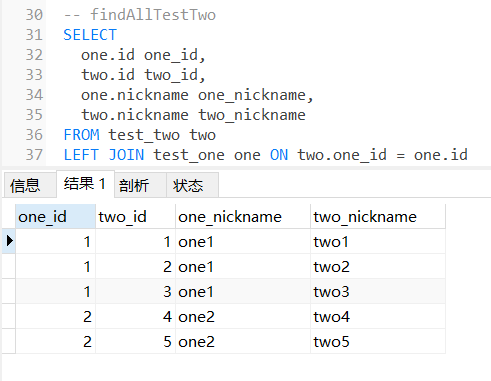 30 -- findAllTestTwo
31 SELECT
32 one.id one_id,
33 two.id two_id,
34 one.nickname one_nickname,
35 two.nickname two_nickname
36 FROM test_two two
37 LEFT JOIN test_one one ON two.one_id = one.id
信息 结果 1 剖析 状态
one_id two_id one_nickname two_nickname
1 1 one1 two1
1 2 one1 two2
1 3 one1 two3
2 4 one2 two4
2 5 one2 two5